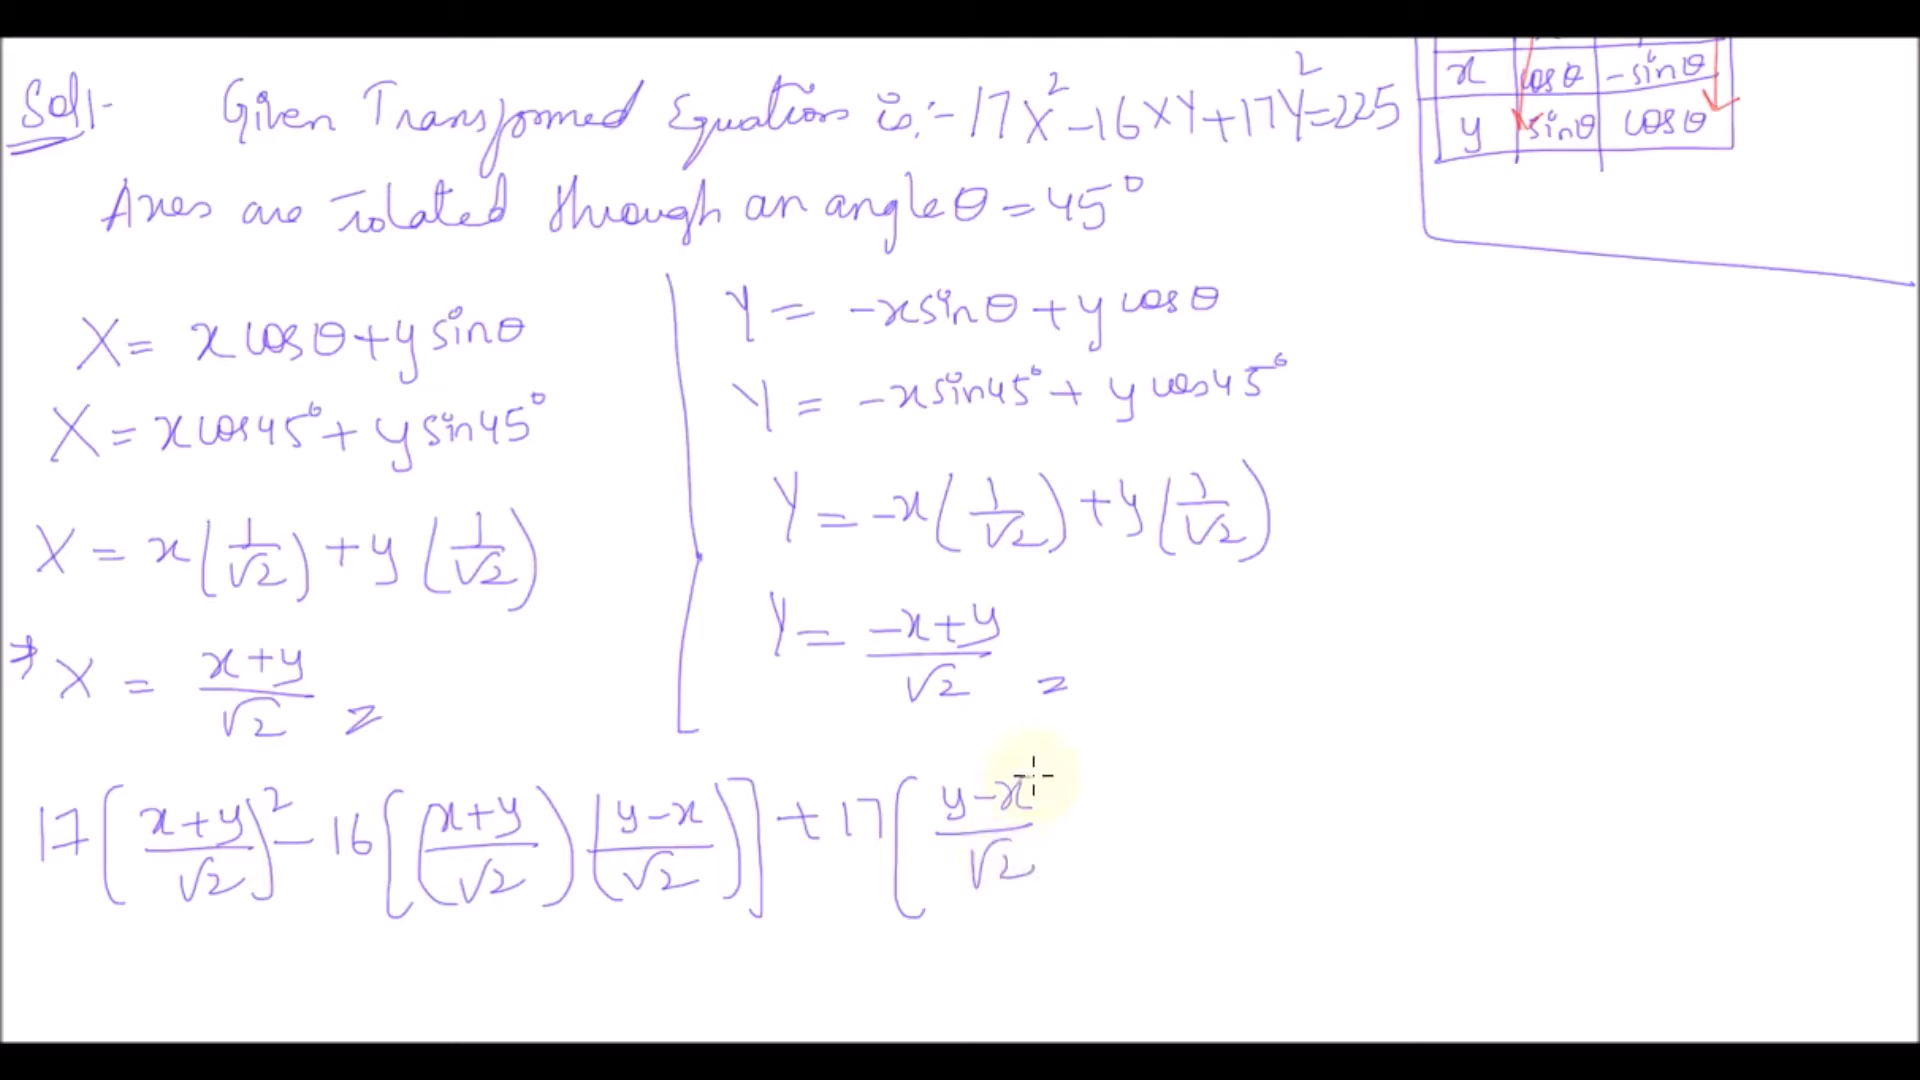 Sol:- Given Transformed Equation is:- 17X²-16XY+17Y²=225
Axes are rotated through an angle θ=45°
x cosθ -sinθ
y sinθ cosθ
X= x cosθ+y sinθ
X= x cos45°+ y sin45°
X = x(1/√2)+y(1/√2)
⇒ X = x+y/√2
Y = -x sinθ+y cosθ
Y = -x sin45°+ y cos45°
Y = -x(1/√2)+y(1/√2)
Y = -x+y/√2
17(x+y/√2)²-16[(x+y/√2)(y-x/√2)]+17[y-x/√2